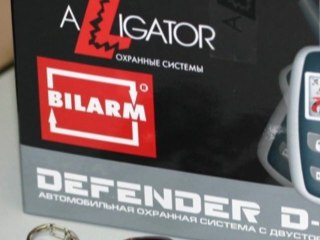 ALLIGATOR
ОХРАННЫЕ СИСТЕМЫ
BILARM
DEFENDER D-
АВТОМОБИЛЬНАЯ ОХРАННАЯ СИСТЕМА С ДВУСТОР